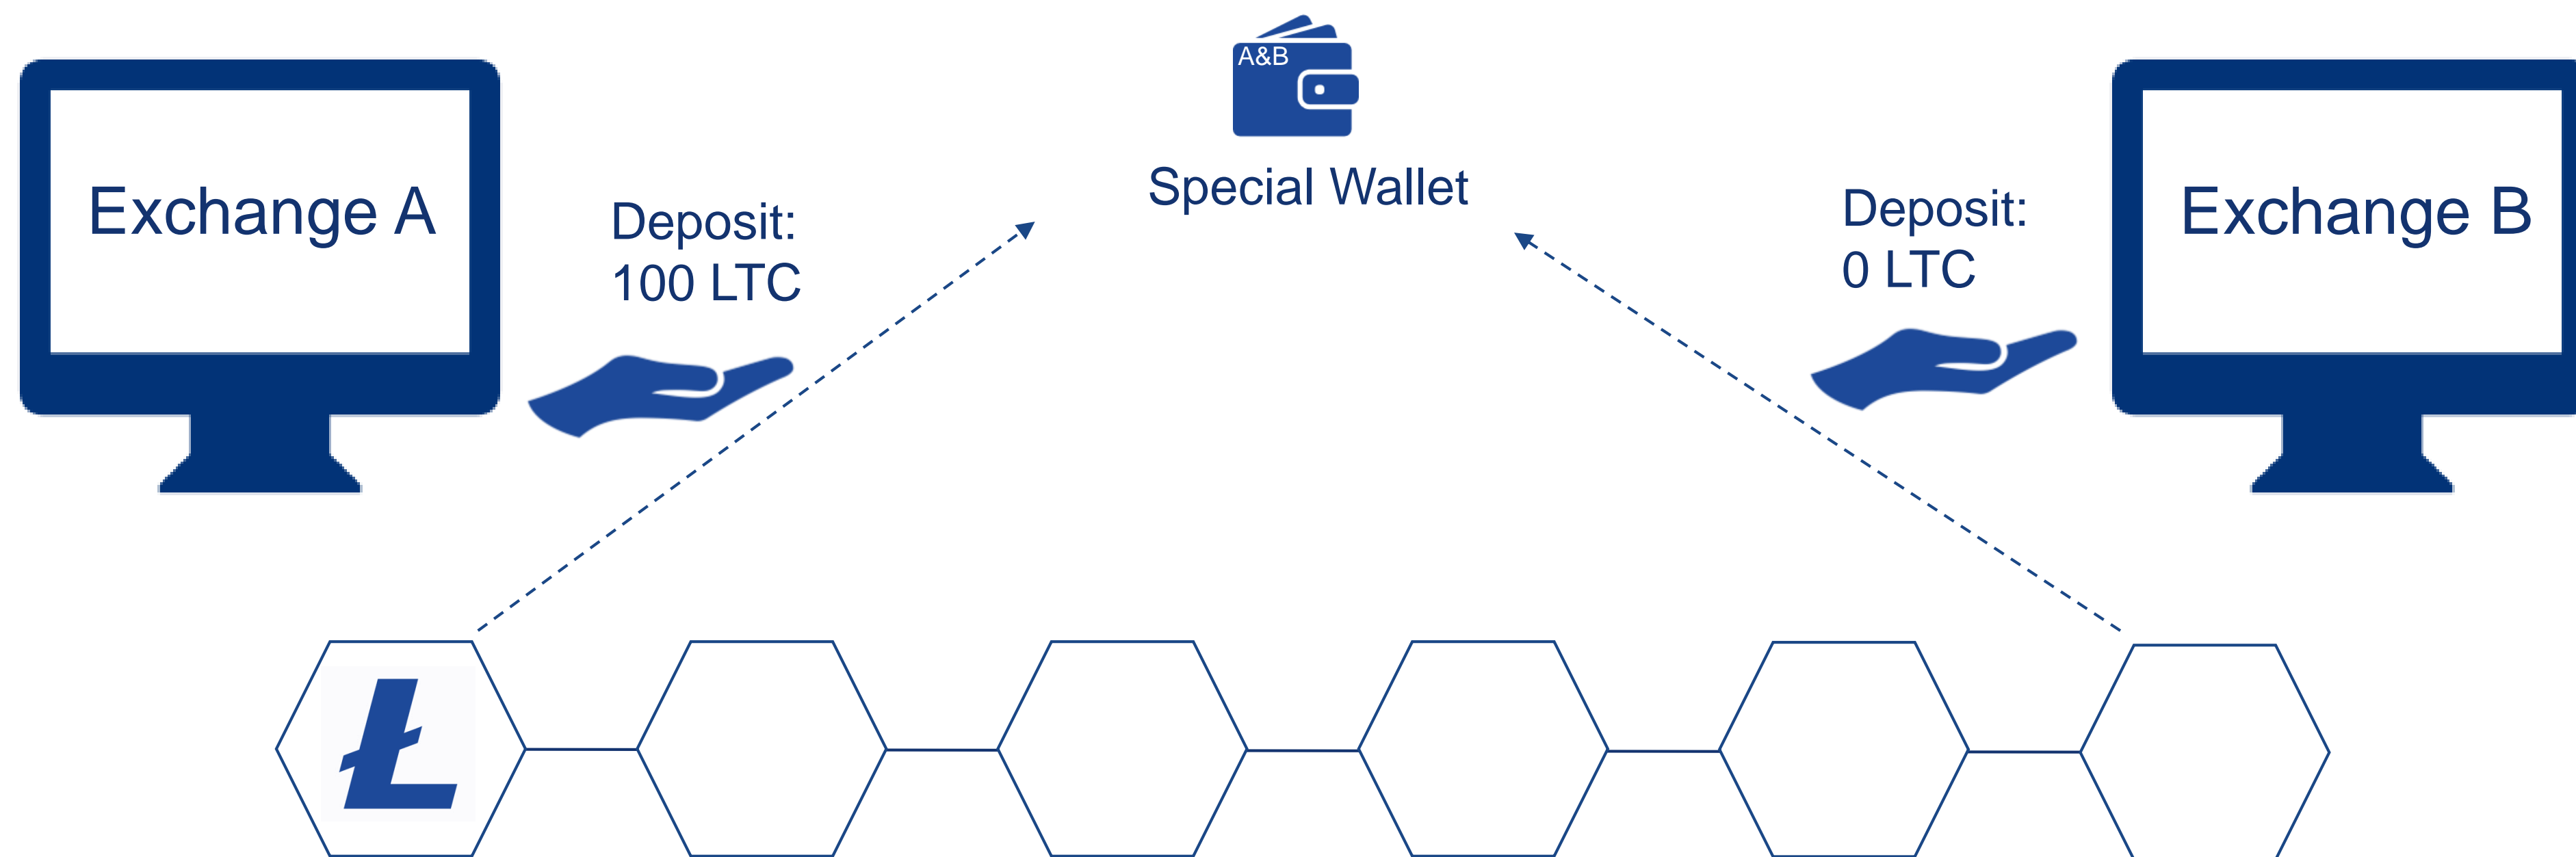 A&B
Special Wallet
Exchange A
Deposit:
100 LTC
Deposit:
0 LTC
Exchange B